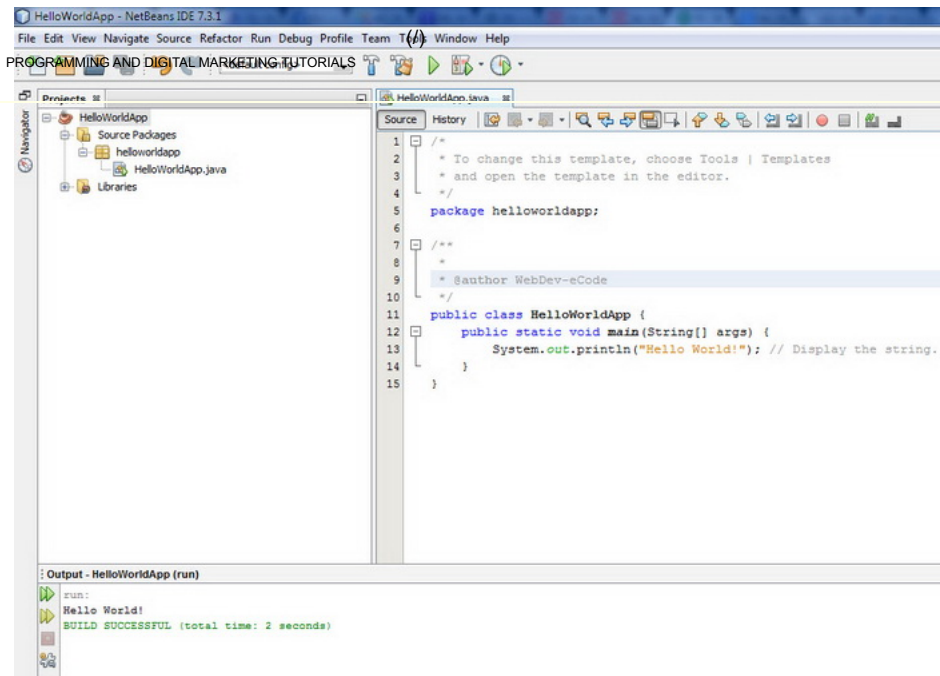 HelloWorldApp - NetBeans IDE 7.3.1
File Edit View Navigate Source Refactor Run Debug Profile Team Tools Window Help
(/)
PROGRAMMING AND DIGITAL MARKETING TUTORIALS
Projects
HelloWorldApp.java
Navigator
HelloWorldApp
Source Packages
helloworldapp
HelloWorldApp.java
Libraries
Source History
1 /*
2 * To change this template, choose Tools | Templates
3 * and open the template in the editor.
4 */
5 package helloworldapp;
6
7 /**
8 *
9 * @author WebDev-eCode
10 */
11 public class HelloWorldApp {
12 public static void main(String[] args) {
13 System.out.println("Hello World!"); // Display the string.
14 }
15 }
Output - HelloWorldApp (run)
run:
Hello World!
BUILD SUCCESSFUL (total time: 2 seconds)